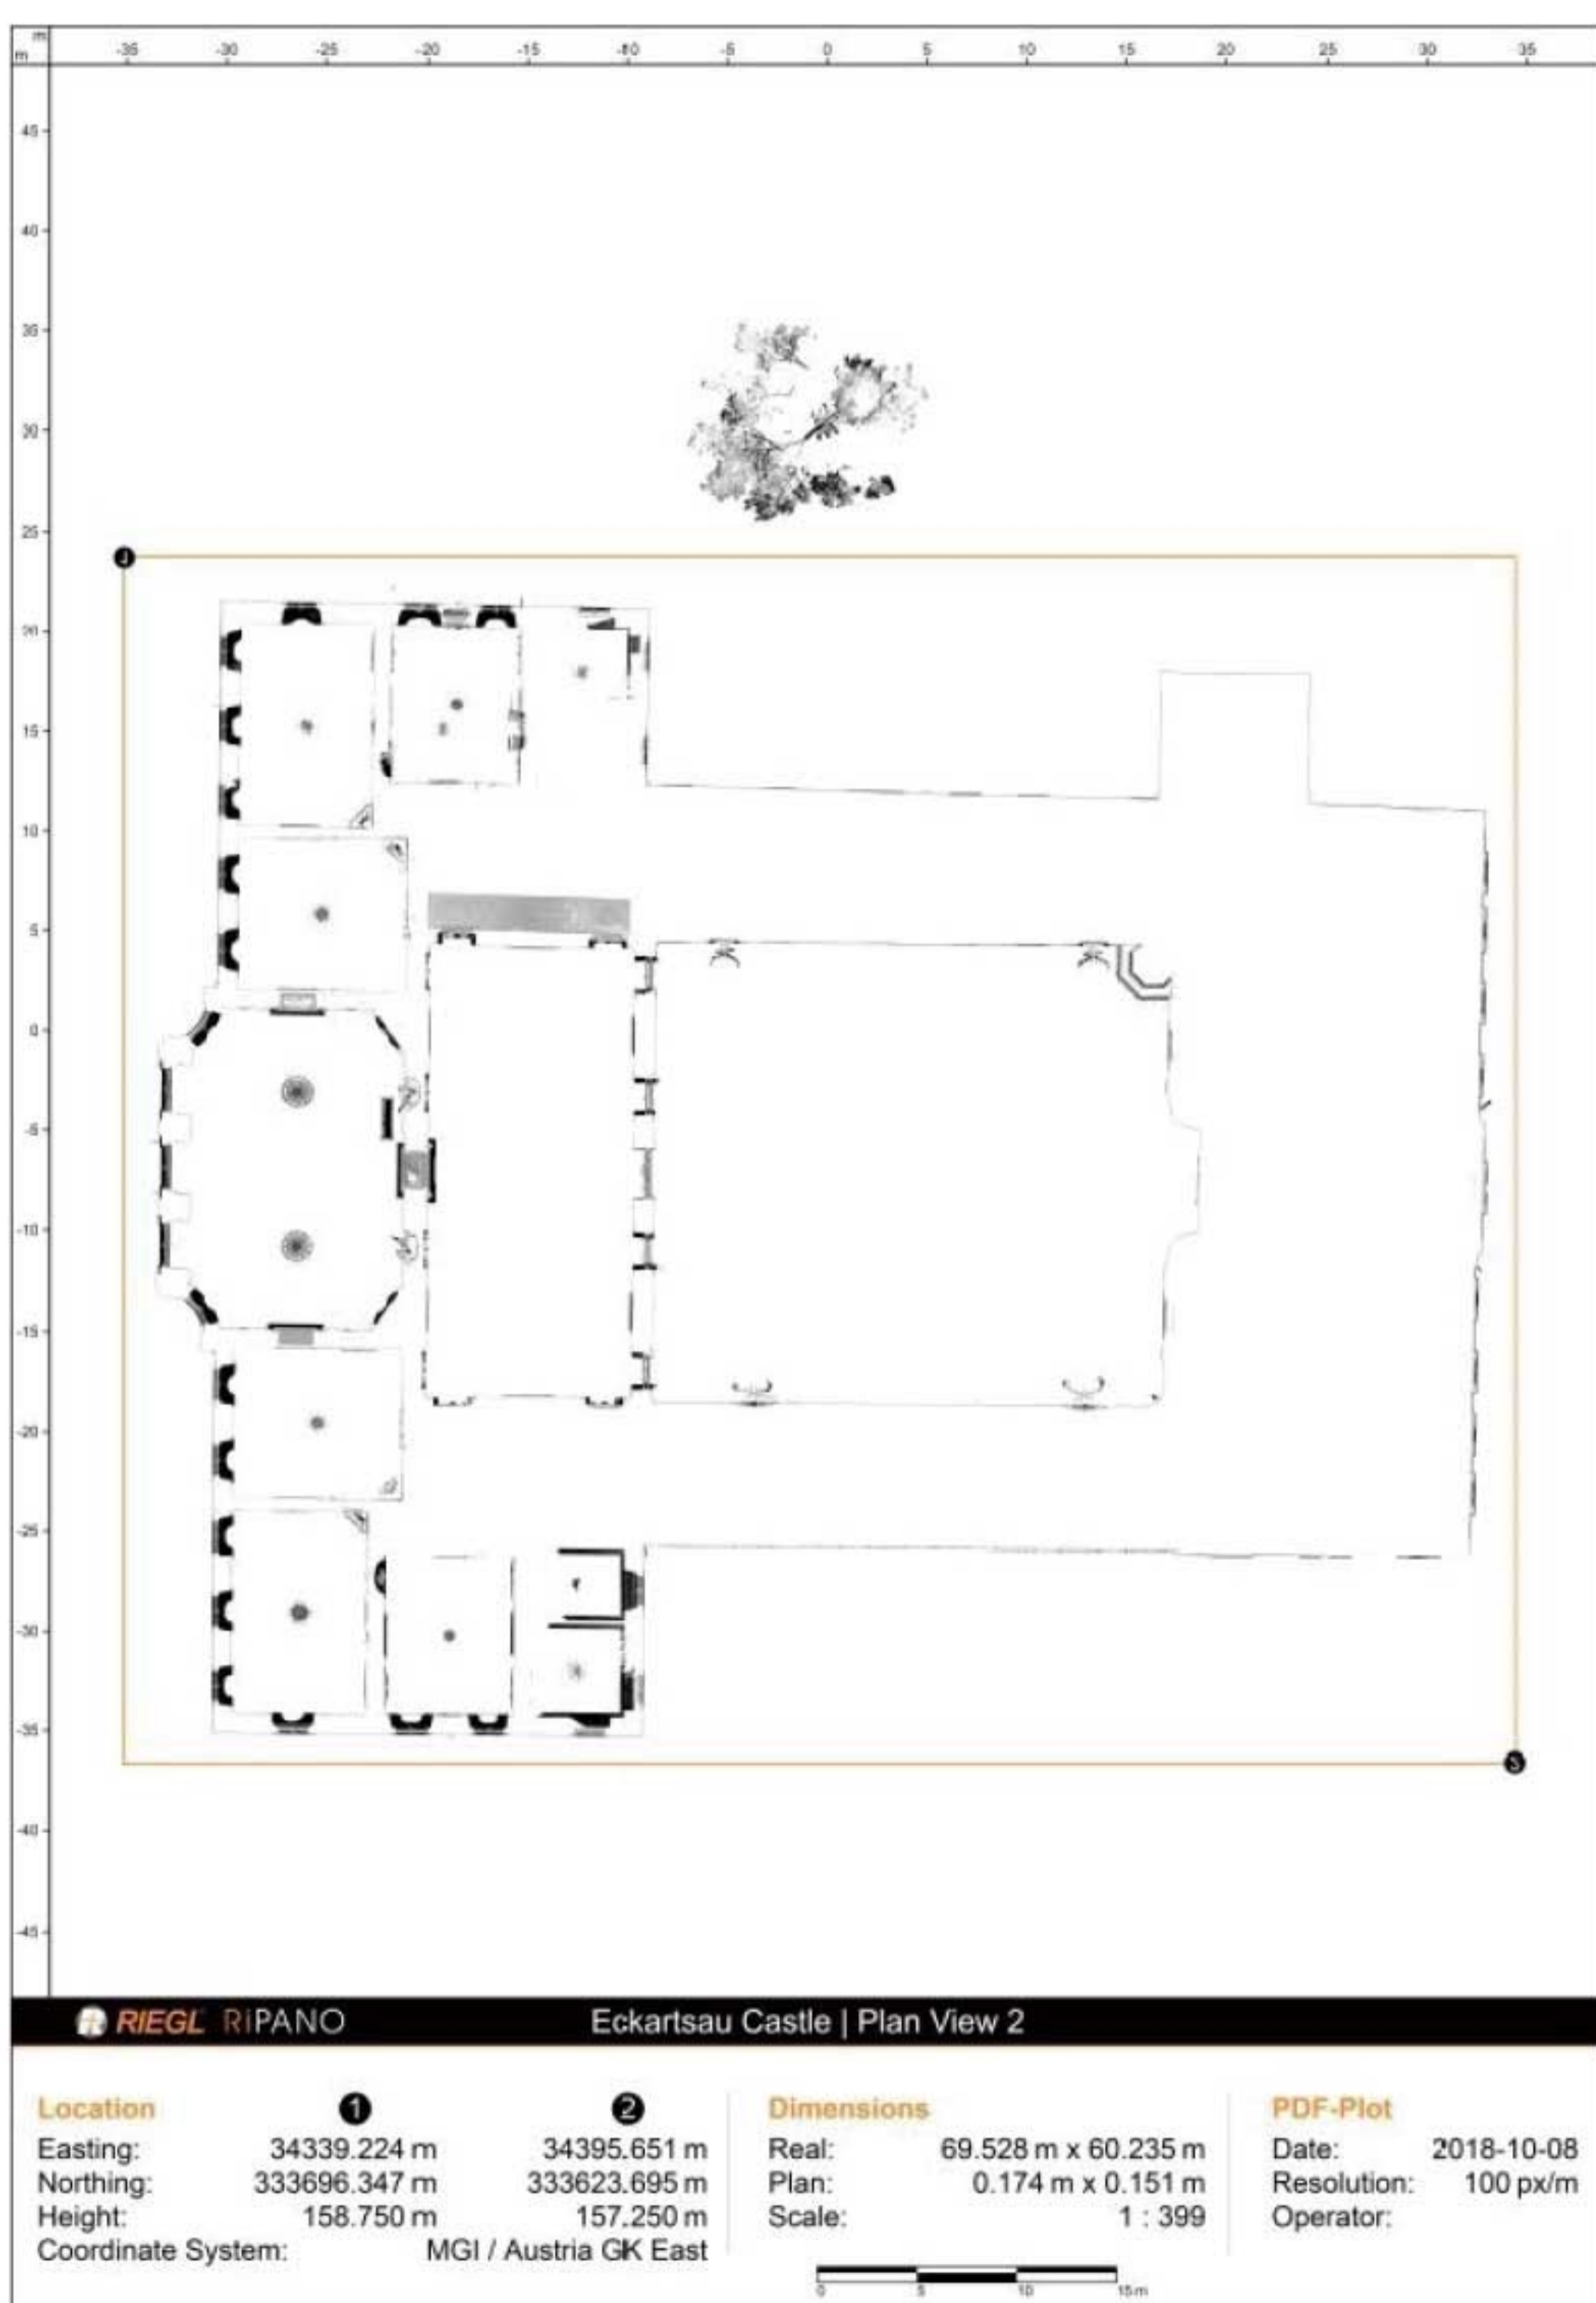 m
m
-35 -30 -25 -20 -15 -10 -5 0 5 10 15 20 25 30 35
45
40
35
30
25
20
15
10
5
0
-5
-10
-15
-20
-25
-30
-35
-40
-45
RIEGL RiPANO Eckartsau Castle | Plan View 2
Location 1 2 Dimensions PDF-Plot
Easting: 34339.224 m 34395.651 m Real: 69.528 m x 60.235 m Date: 2018-10-08
Northing: 333696.347 m 333623.695 m Plan: 0.174 m x 0.151 m Resolution: 100 px/m
Height: 158.750 m 157.250 m Scale: 1 : 399 Operator:
Coordinate System: MGI / Austria GK East
0 5 10 15 m